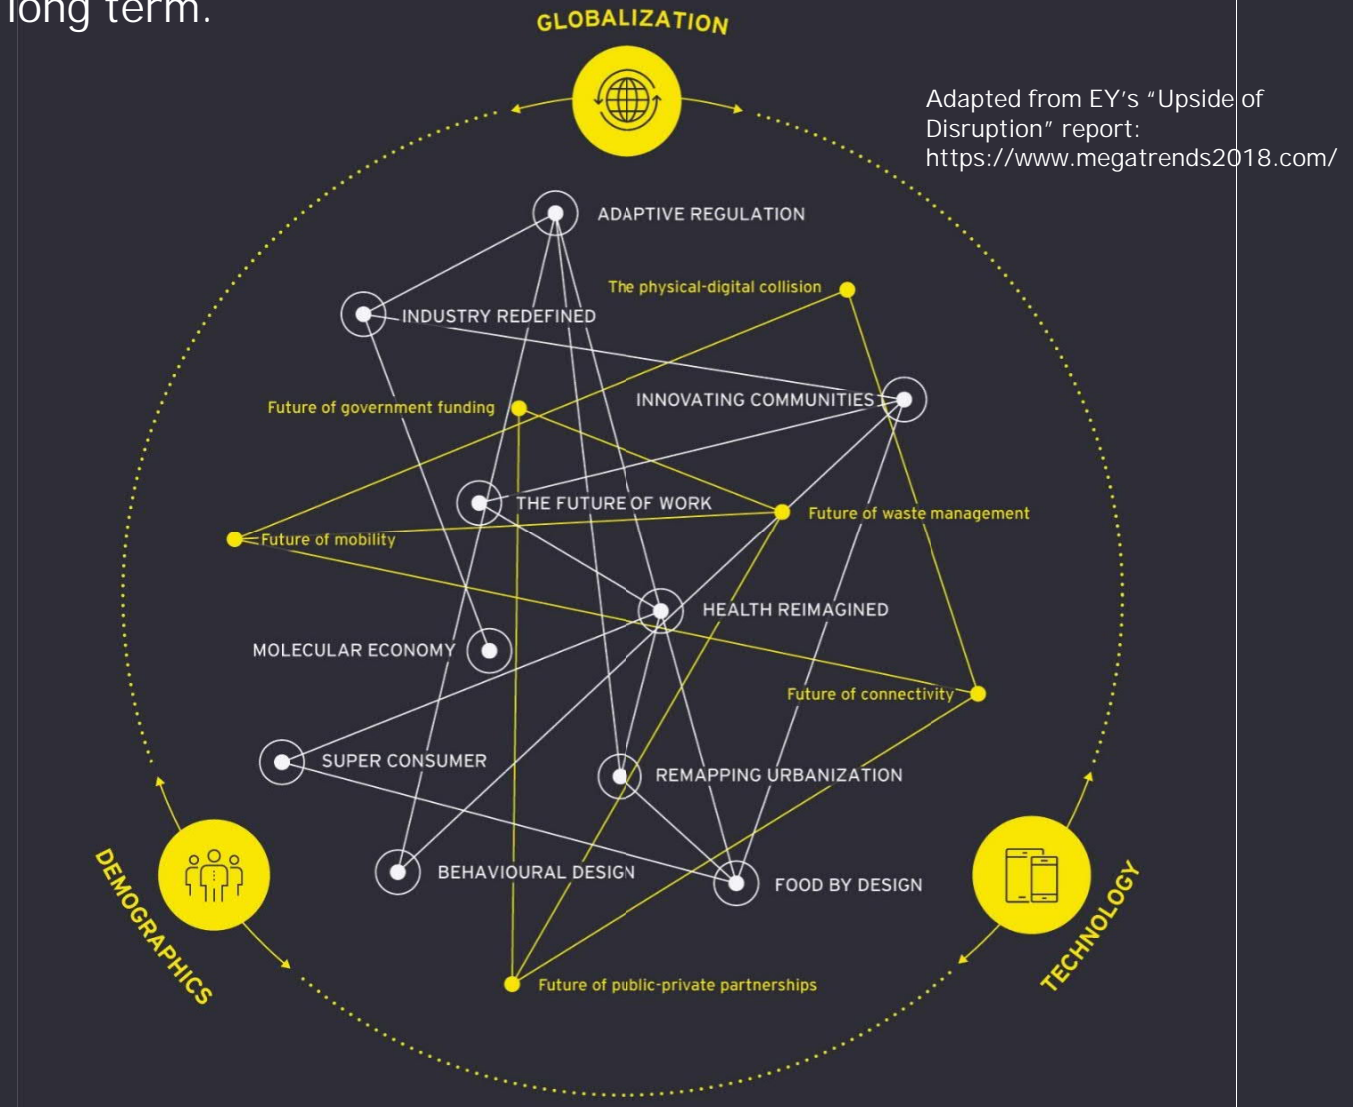 long term.
GLOBALIZATION
Adapted from EY's “Upside of
Disruption” report:
https://www.megatrends2018.com/
ADAPTIVE REGULATION
The physical-digital collision
INDUSTRY REDEFINED
INNOVATING COMMUNITIES
Future of government funding
THE FUTURE OF WORK
Future of waste management
Future of mobility
HEALTH REIMAGINED
MOLECULAR ECONOMY
Future of connectivity
SUPER CONSUMER
REMAPPING URBANIZATION
BEHAVIOURAL DESIGN
FOOD BY DESIGN
DEMOGRAPHICS
TECHNOLOGY
Future of public-private partnerships